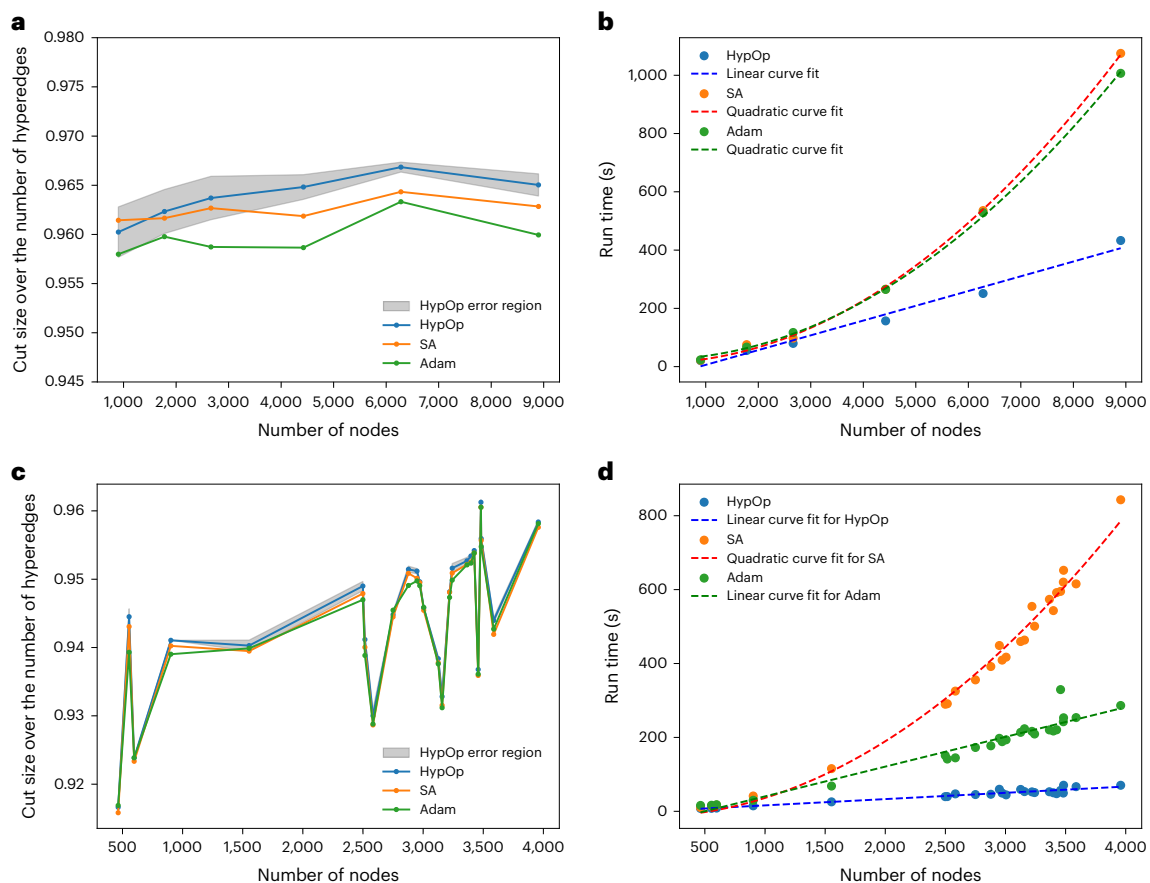 a
Cut size over the number of hyperedges
0.980
0.975
0.970
0.965
0.960
0.955
0.950
0.945
HypOp error region
HypOp
SA
Adam
1,000 2,000 3,000 4,000 5,000 6,000 7,000 8,000 9,000
Number of nodes
b
Run time (s)
1,000
800
600
400
200
0
HypOp
Linear curve fit
SA
Quadratic curve fit
Adam
Quadratic curve fit
1,000 2,000 3,000 4,000 5,000 6,000 7,000 8,000 9,000
Number of nodes
c
Cut size over the number of hyperedges
0.96
0.95
0.94
0.93
0.92
HypOp error region
HypOp
SA
Adam
500 1,000 1,500 2,000 2,500 3,000 3,500 4,000
Number of nodes
d
Run time (s)
800
600
400
200
0
HypOp
Linear curve fit for HypOp
SA
Quadratic curve fit for SA
Adam
Linear curve fit for Adam
500 1,000 1,500 2,000 2,500 3,000 3,500 4,000
Number of nodes